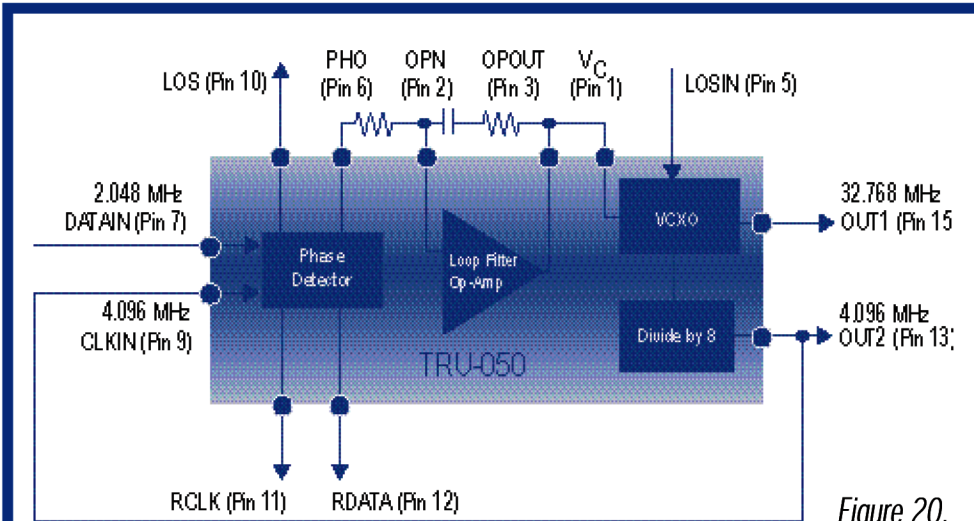 PHO
(Pin 6)
OPN
(Pin 2)
OPOUT
(Pin 3)
VC
(Pin 1)
LOS (Pin 10)
LOSIN (Pin 5)
2.048 MHz
DATAIN (Pin 7)
32.768 MHz
OUT1 (Pin 15
VCXO
Phase
Detector
Loop Filter
Op-Amp
4.096 MHz
CLKIN (Pin 9)
Divide by 8
4.096 MHz
OUT2 (Pin 13)
TRU-050
RCLK (Pin 11)
RDATA (Pin 12)
Figure 20.